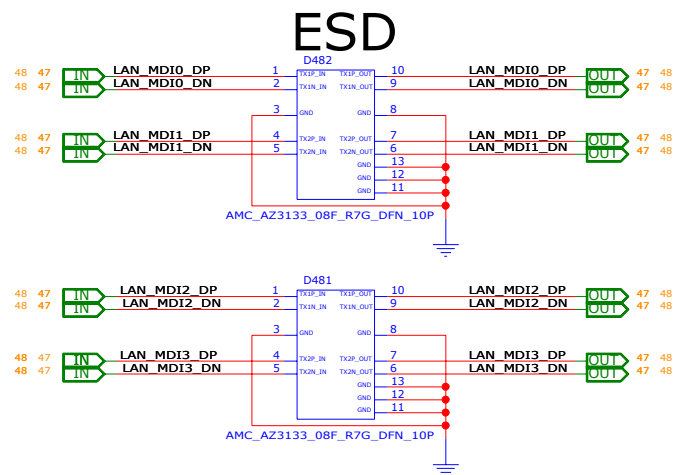 ESD
D482
48 47 IN LAN_MDI0_DP 1 TX1P_IN TX1P_OUT 10 LAN_MDI0_DP OUT 47 48
48 47 IN LAN_MDI0_DN 2 TX1N_IN TX1N_OUT 9 LAN_MDI0_DN OUT 47 48
3 GND GND 8
48 47 IN LAN_MDI1_DP 4 TX2P_IN TX2P_OUT 7 LAN_MDI1_DP OUT 47 48
48 47 IN LAN_MDI1_DN 5 TX2N_IN TX2N_OUT 6 LAN_MDI1_DN OUT 47 48
GND 13
GND 12
GND 11
AMC_AZ3133_08F_R7G_DFN_10P
D481
48 47 IN LAN_MDI2_DP 1 TX1P_IN TX1P_OUT 10 LAN_MDI2_DP OUT 47 48
48 47 IN LAN_MDI2_DN 2 TX1N_IN TX1N_OUT 9 LAN_MDI2_DN OUT 47 48
3 GND GND 8
48 47 IN LAN_MDI3_DP 4 TX2P_IN TX2P_OUT 7 LAN_MDI3_DP OUT 47 48
48 47 IN LAN_MDI3_DN 5 TX2N_IN TX2N_OUT 6 LAN_MDI3_DN OUT 47 48
GND 13
GND 12
GND 11
AMC_AZ3133_08F_R7G_DFN_10P